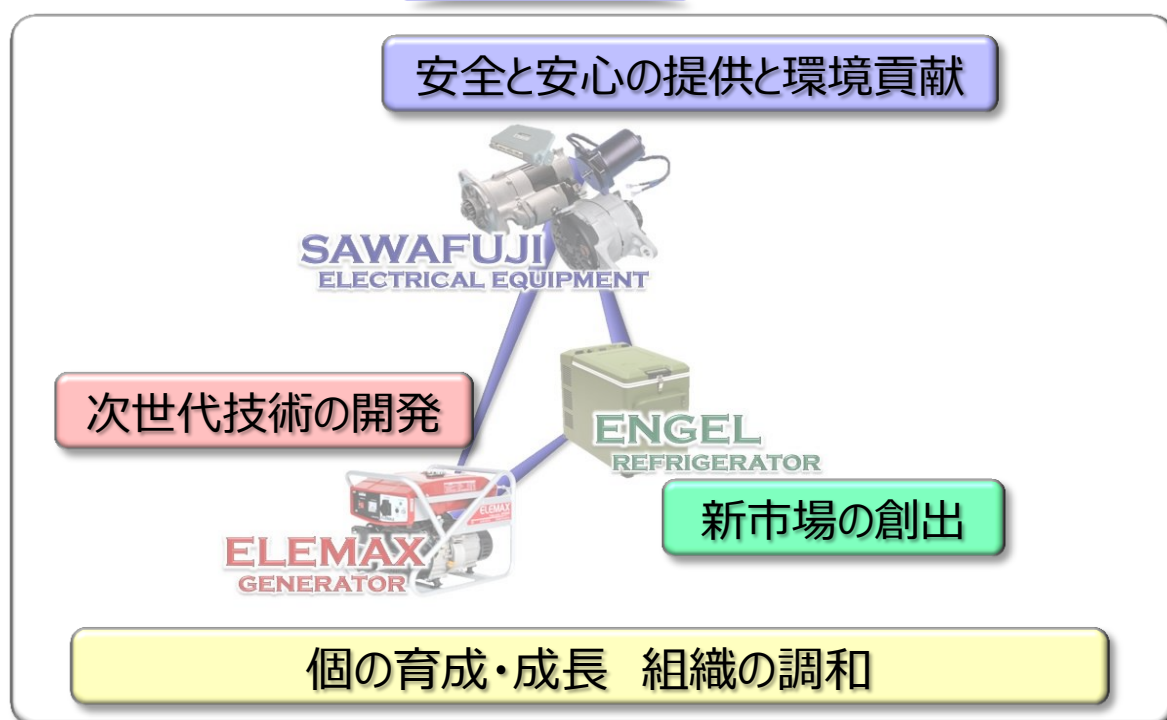 安全と安心の提供と環境貢献
SAWAFUJI
ELECTRICAL EQUIPMENT
次世代技術の開発
ENGEL
REFRIGERATOR
新市場の創出
ELEMAX
ELEMAX
GENERATOR
個の育成・成長 組織の調和